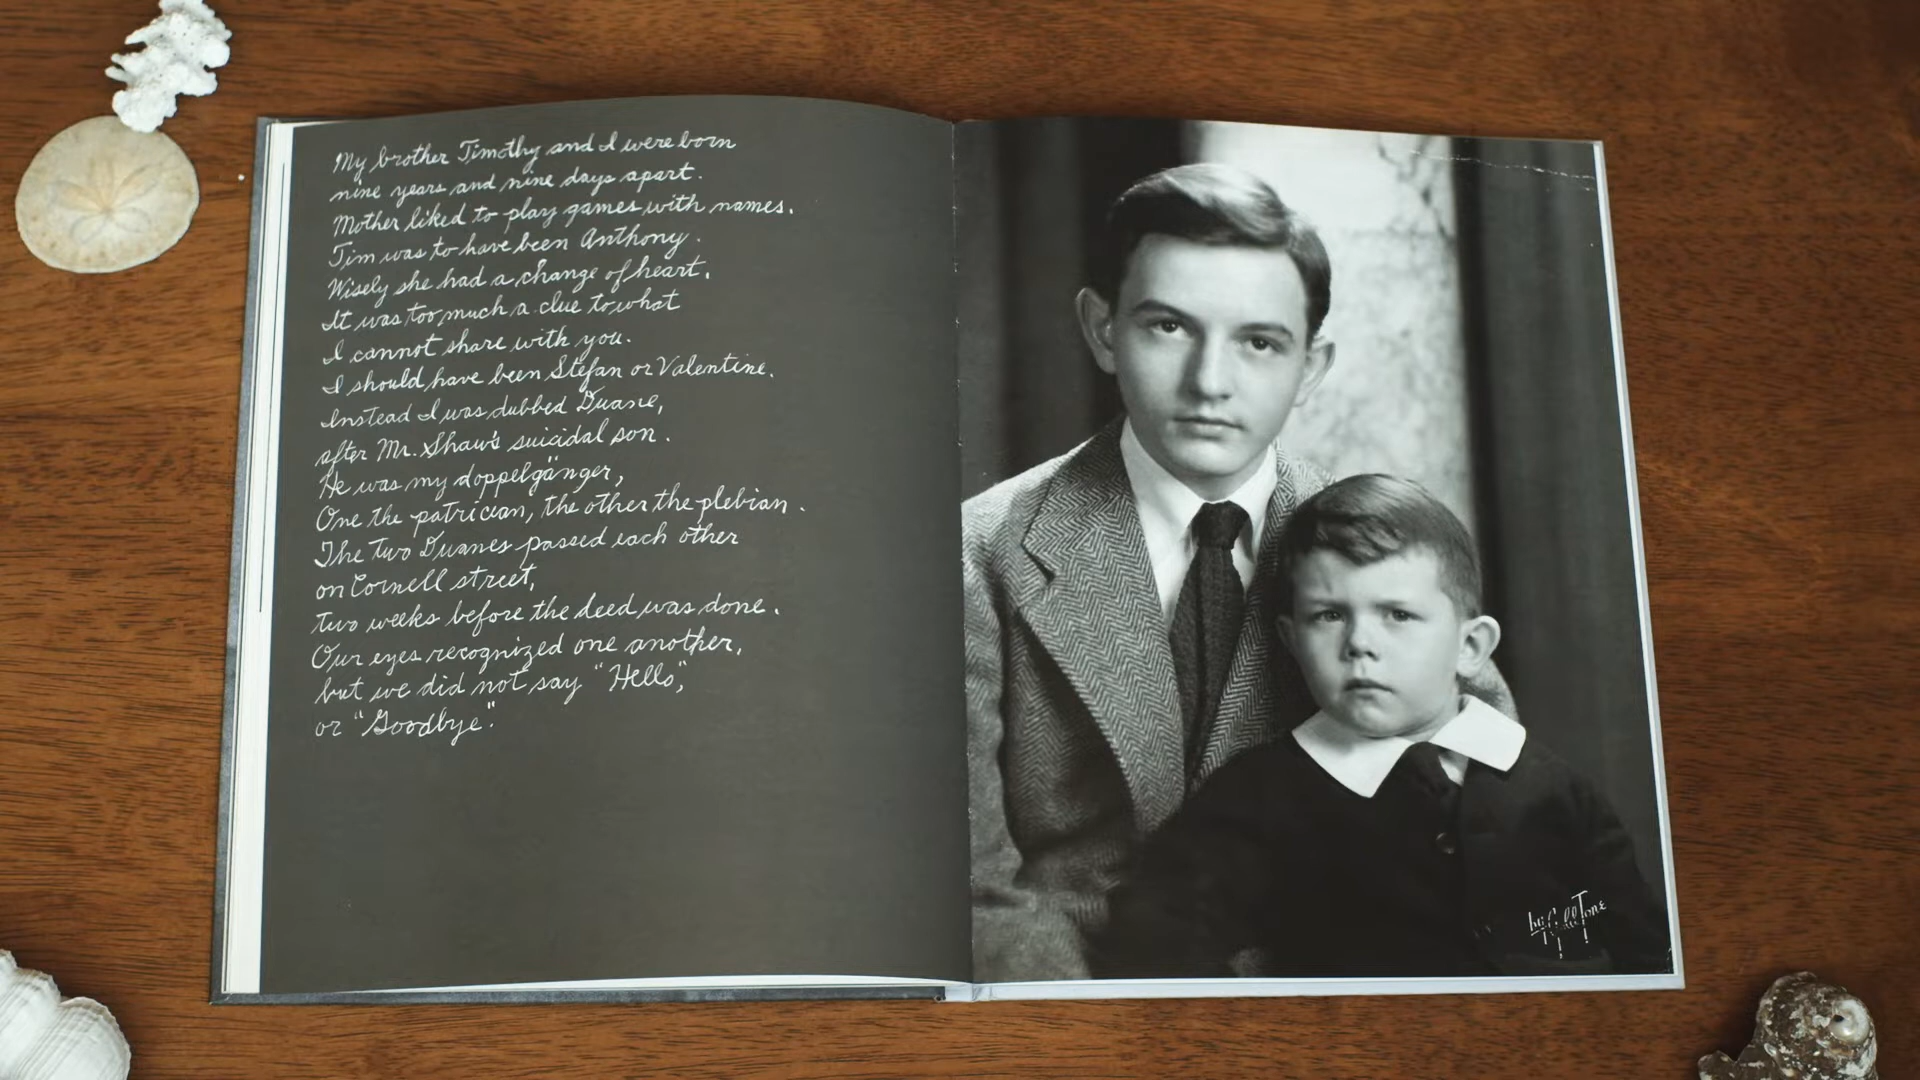 My brother Timothy and I were born
nine years and nine days apart.
Mother liked to play games with names.
Tim was to have been Anthony.
Wisely she had a change of heart.
It was too much a clue to what
I cannot share with you.
I should have been Stefan or Valentine.
Instead I was dubbed Duane,
after Mr. Shaw's suicidal son.
He was my doppelgänger,
One the patrician, the other the plebian.
The two Duanes passed each other
on Cornell street,
two weeks before the deed was done.
Our eyes recognized one another,
but we did not say "Hello",
or "Goodbye".